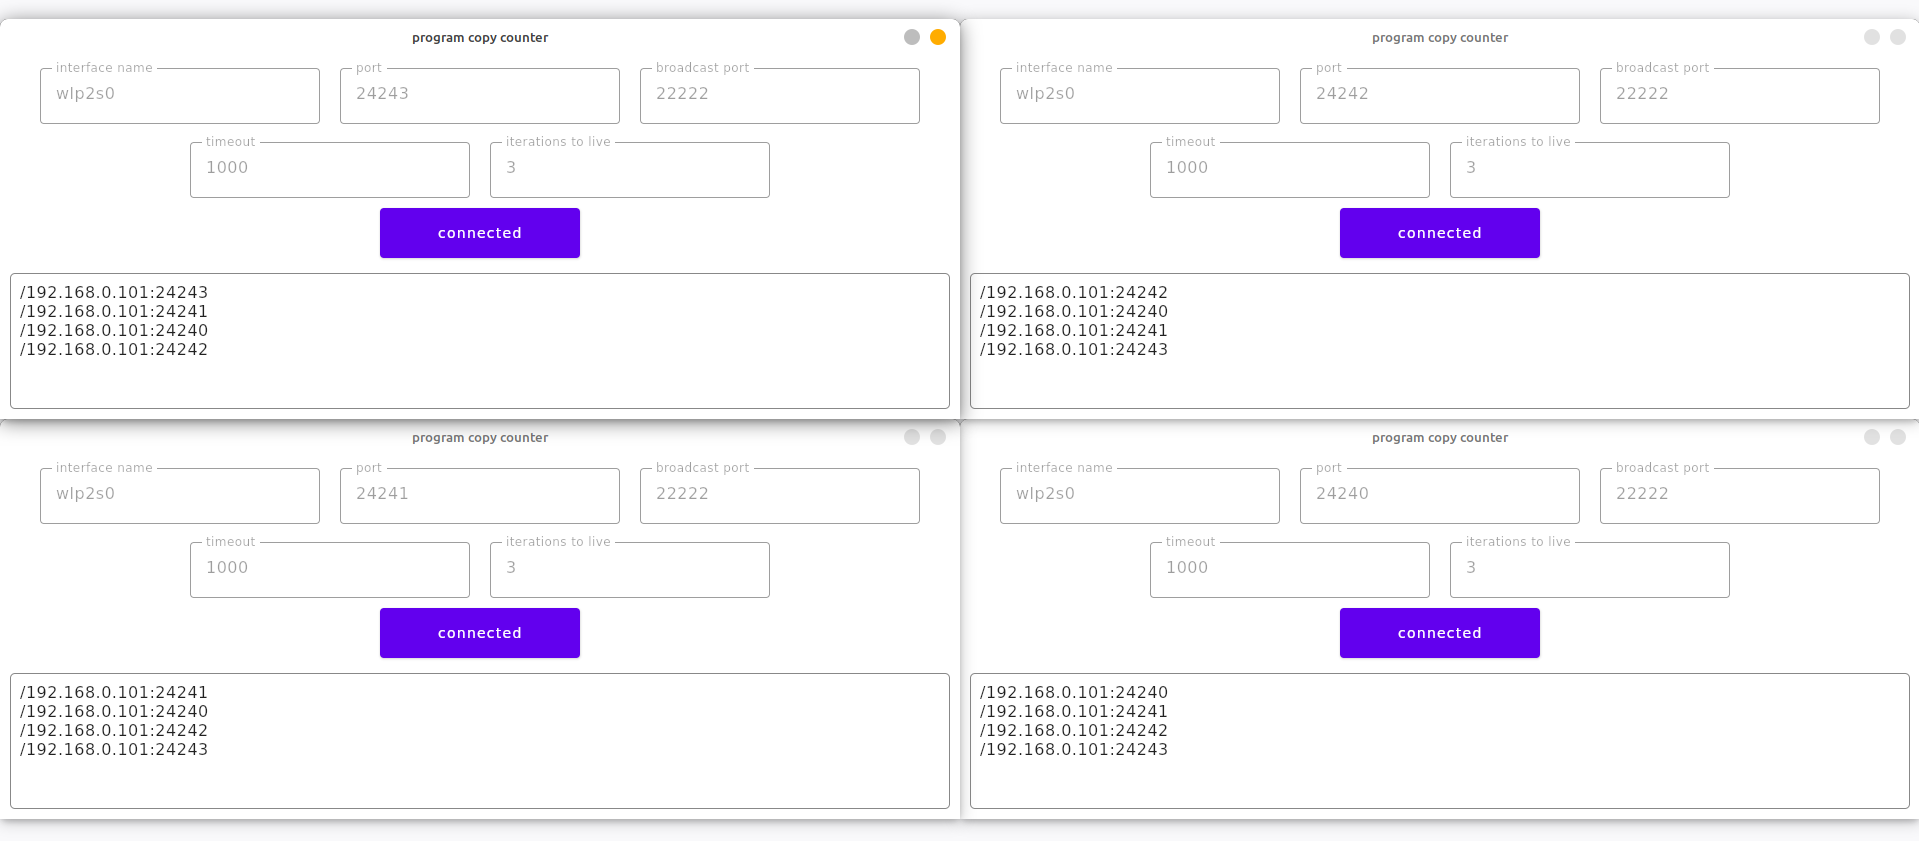 program copy counter
interface name
wlp2s0
port
24243
broadcast port
22222
timeout
1000
iterations to live
3
connected
/192.168.0.101:24243
/192.168.0.101:24241
/192.168.0.101:24240
/192.168.0.101:24242
program copy counter
interface name
wlp2s0
port
24242
broadcast port
22222
timeout
1000
iterations to live
3
connected
/192.168.0.101:24242
/192.168.0.101:24240
/192.168.0.101:24241
/192.168.0.101:24243
program copy counter
interface name
wlp2s0
port
24241
broadcast port
22222
timeout
1000
iterations to live
3
connected
/192.168.0.101:24241
/192.168.0.101:24240
/192.168.0.101:24242
/192.168.0.101:24243
program copy counter
interface name
wlp2s0
port
24240
broadcast port
22222
timeout
1000
iterations to live
3
connected
/192.168.0.101:24240
/192.168.0.101:24241
/192.168.0.101:24242
/192.168.0.101:24243